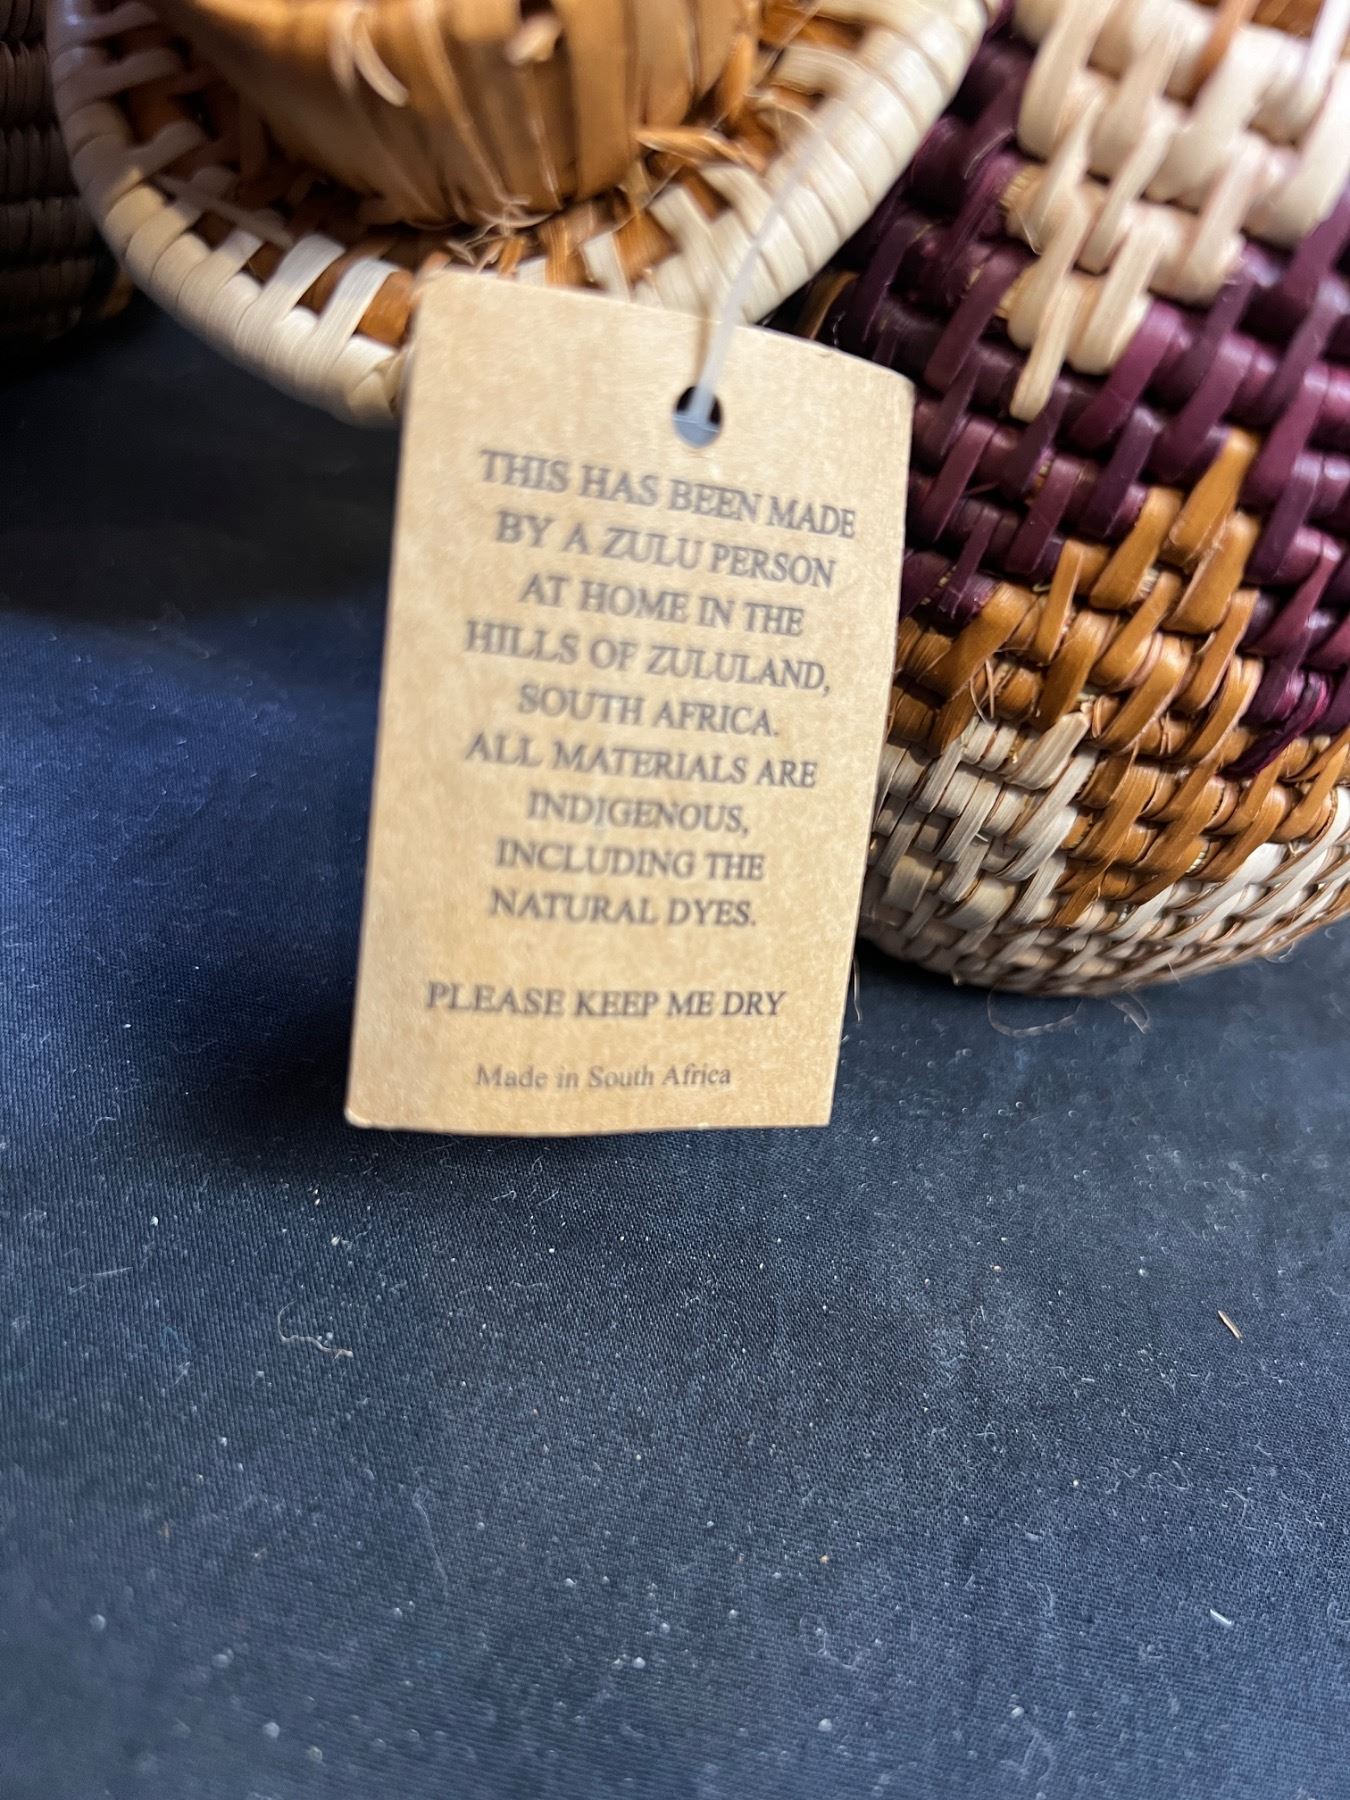 THIS HAS BEEN MADE
BY A ZULU PERSON
AT HOME IN THE
HILLS OF ZULULAND,
SOUTH AFRICA.
ALL MATERIALS ARE
INDIGENOUS,
INCLUDING THE
NATURAL DYES.
PLEASE KEEP ME DRY
Made in South Africa